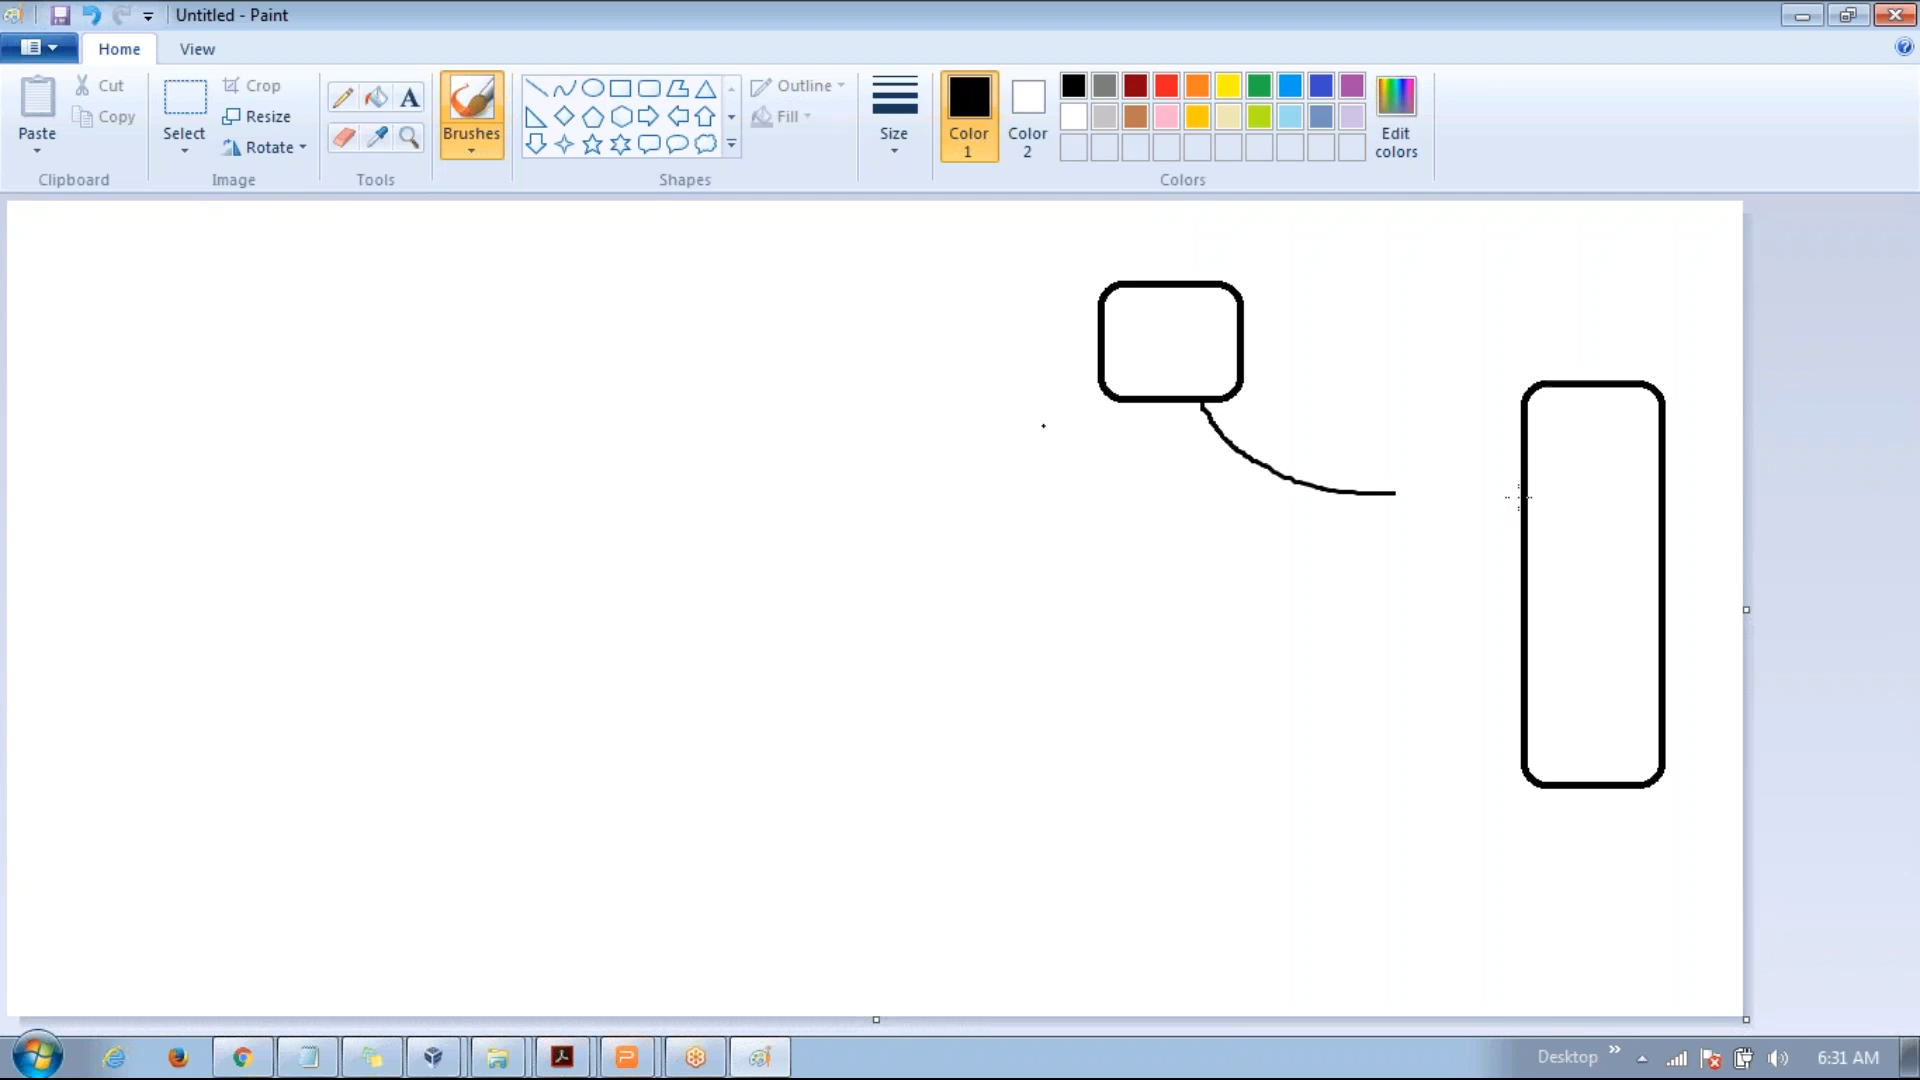 Untitled - Paint
Home View
Paste
Cut
Copy
Clipboard
Select
Crop
Resize
Rotate
Image
A
Tools
Brushes
Shapes
Outline
Fill
Size
Color
1
Color
2
Edit
colors
Colors
Desktop
6:31 AM